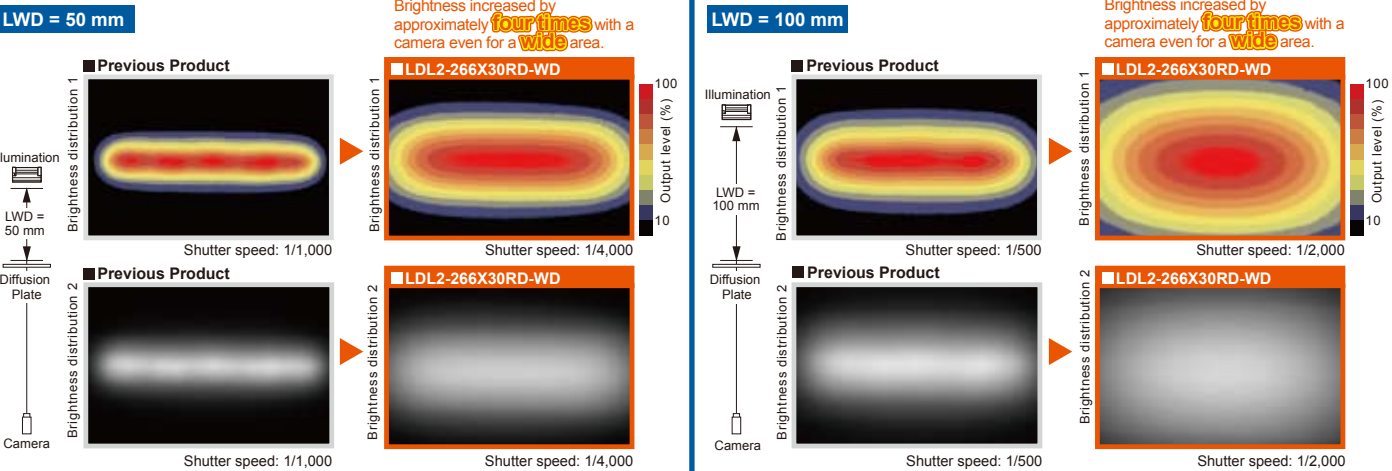 LWD = 50 mm
Brightness increased by
approximately four times with a
camera even for a wide area.
■Previous Product
■LDL2-266X30RD-WD
Brightness distribution 1
Brightness distribution 1
100
Output level (%)
10
lumination
LWD =
50 mm
Diffusion
Plate
Camera
Shutter speed: 1/1,000
Shutter speed: 1/4,000
■Previous Product
■LDL2-266X30RD-WD
Brightness distribution 2
Brightness distribution 2
Shutter speed: 1/1,000
Shutter speed: 1/4,000
LWD = 100 mm
Brightness increased by
approximately four times with a
camera even for a wide area.
■Previous Product
■LDL2-266X30RD-WD
Brightness distribution 1
Brightness distribution 1
100
Output level (%)
10
Illumination
LWD =
100 mm
Diffusion
Plate
Camera
Shutter speed: 1/500
Shutter speed: 1/2,000
■Previous Product
■LDL2-266X30RD-WD
Brightness distribution 2
Brightness distribution 2
Shutter speed: 1/500
Shutter speed: 1/2,000